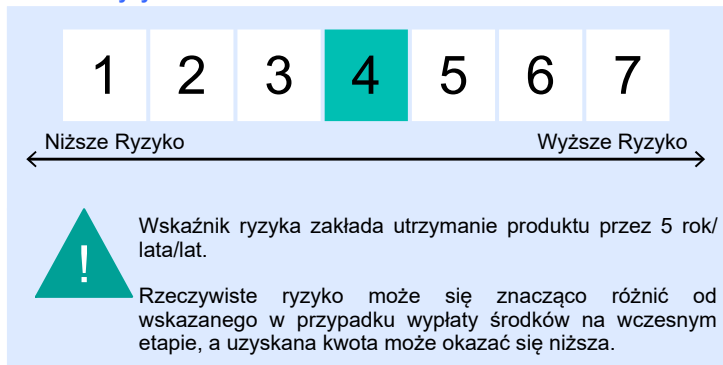 1 2 3 4 5 6 7
Niższe Ryzyko Wyższe Ryzyko
! Wskaźnik ryzyka zakłada utrzymanie produktu przez 5 rok/
lata/lat.
Rzeczywiste ryzyko może się znacząco różnić od
wskazanego w przypadku wypłaty środków na wczesnym
etapie, a uzyskana kwota może okazać się niższa.